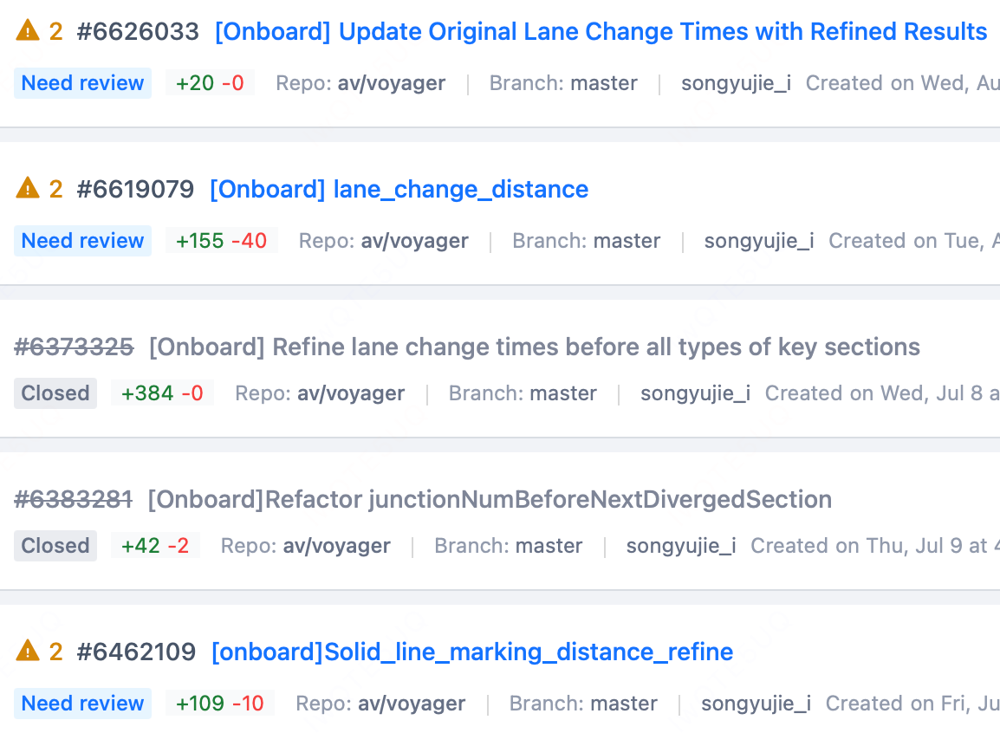 2 #6626033 [Onboard] Update Original Lane Change Times with Refined Results
Need review +20 -0 Repo: av/voyager | Branch: master | songyujie_i Created on Wed, Au
2 #6619079 [Onboard] lane_change_distance
Need review +155 -40 Repo: av/voyager | Branch: master | songyujie_i Created on Tue, A
#6373325 [Onboard] Refine lane change times before all types of key sections
Closed +384 -0 Repo: av/voyager | Branch: master | songyujie_i Created on Wed, Jul 8 a
#6383281 [Onboard]Refactor junctionNumBeforeNextDivergedSection
Closed +42 -2 Repo: av/voyager | Branch: master | songyujie_i Created on Thu, Jul 9 at 4
2 #6462109 [onboard]Solid_line_marking_distance_refine
Need review +109 -10 Repo: av/voyager | Branch: master | songyujie_i Created on Fri, Ju